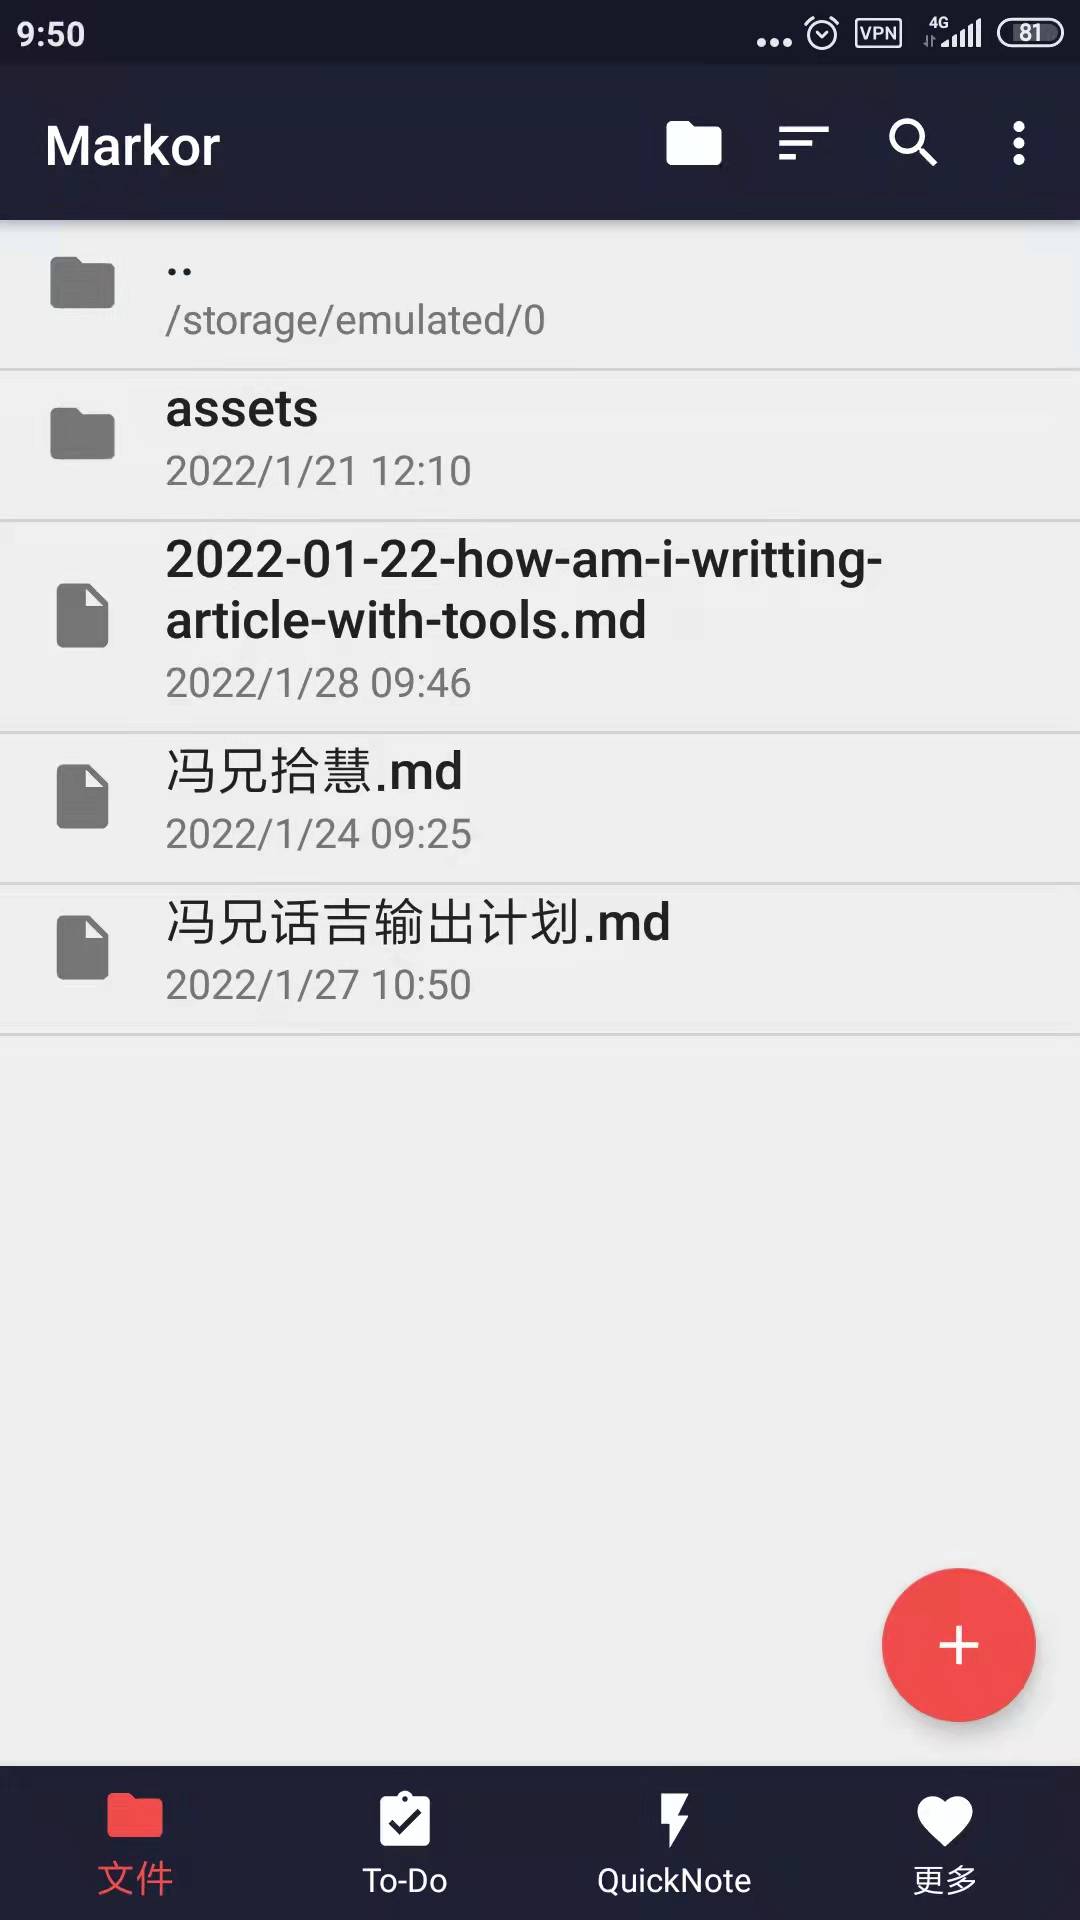 9:50
VPN
4G
81
Markor
..
/storage/emulated/0
assets
2022/1/21 12:10
2022-01-22-how-am-i-writting-
article-with-tools.md
2022/1/28 09:46
冯兄拾慧.md
2022/1/24 09:25
冯兄话吉输出计划.md
2022/1/27 10:50
文件
To-Do
QuickNote
更多